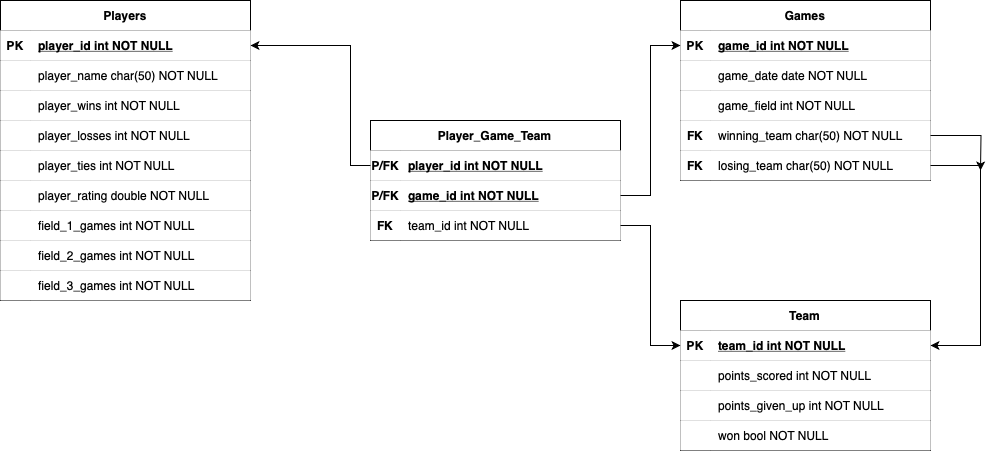 Players
PK player_id int NOT NULL
player_name char(50) NOT NULL
player_wins int NOT NULL
player_losses int NOT NULL
player_ties int NOT NULL
player_rating double NOT NULL
field_1_games int NOT NULL
field_2_games int NOT NULL
field_3_games int NOT NULL
Player_Game_Team
P/FK player_id int NOT NULL
P/FK game_id int NOT NULL
FK team_id int NOT NULL
Games
PK game_id int NOT NULL
game_date date NOT NULL
game_field int NOT NULL
FK winning_team char(50) NOT NULL
FK losing_team char(50) NOT NULL
Team
PK team_id int NOT NULL
points_scored int NOT NULL
points_given_up int NOT NULL
won bool NOT NULL